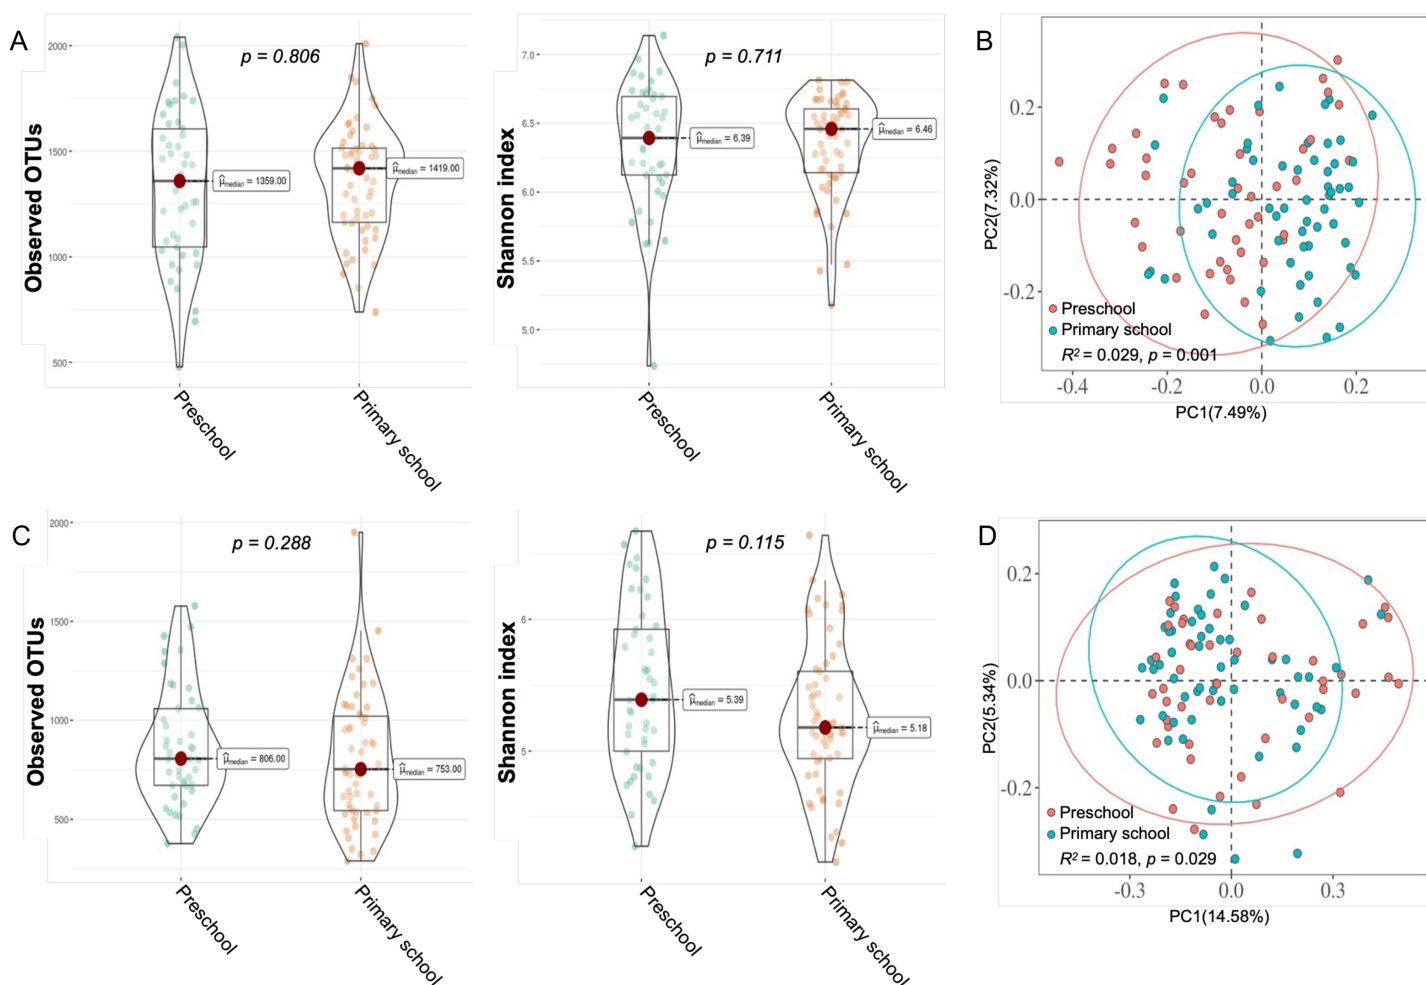 A
Observed OTUs
2000
1500
1000
500
p = 0.806
μ̂median = 1359.00
μ̂median = 1419.00
Preschool
Primary school
Shannon index
7.0
6.5
6.0
5.5
5.0
p = 0.711
μ̂median = 6.39
μ̂median = 6.46
Preschool
Primary school
B
PC2(7.32%)
0.2
0.0
-0.2
Preschool
Primary school
R² = 0.029, p = 0.001
-0.4
-0.2
0.0
0.2
PC1(7.49%)
C
Observed OTUs
2000
1500
1000
500
p = 0.288
μ̂median = 806.00
μ̂median = 753.00
Preschool
Primary school
Shannon index
6
5
p = 0.115
μ̂median = 5.39
μ̂median = 5.18
Preschool
Primary school
D
PC2(5.34%)
0.2
0.0
-0.2
Preschool
Primary school
R² = 0.018, p = 0.029
-0.3
0.0
0.3
PC1(14.58%)